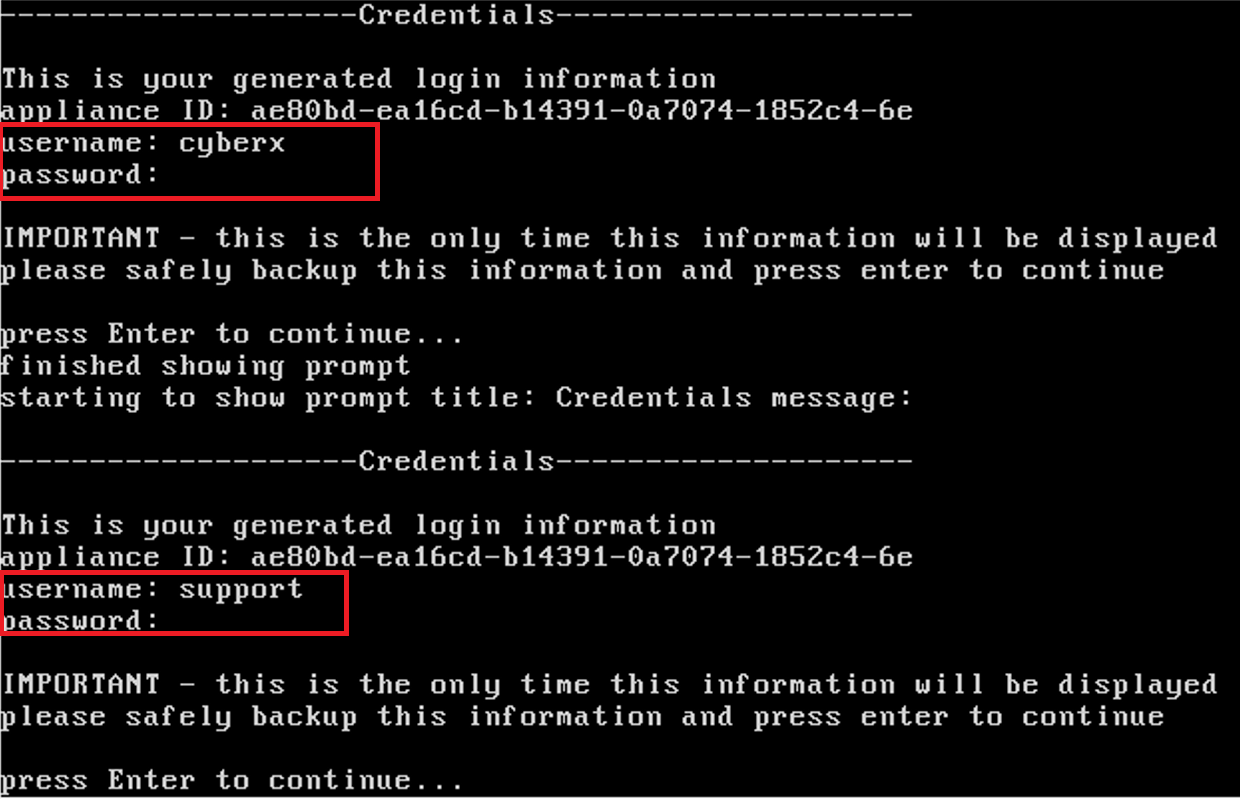 --------------------Credentials--------------------
This is your generated login information
appliance ID: ae80bd-ea16cd-b14391-0a7074-1852c4-6e
username: cyberx
password:
IMPORTANT - this is the only time this information will be displayed
please safely backup this information and press enter to continue
press Enter to continue...
finished showing prompt
starting to show prompt title: Credentials message:
--------------------Credentials--------------------
This is your generated login information
appliance ID: ae80bd-ea16cd-b14391-0a7074-1852c4-6e
username: support
password:
IMPORTANT - this is the only time this information will be displayed
please safely backup this information and press enter to continue
press Enter to continue...